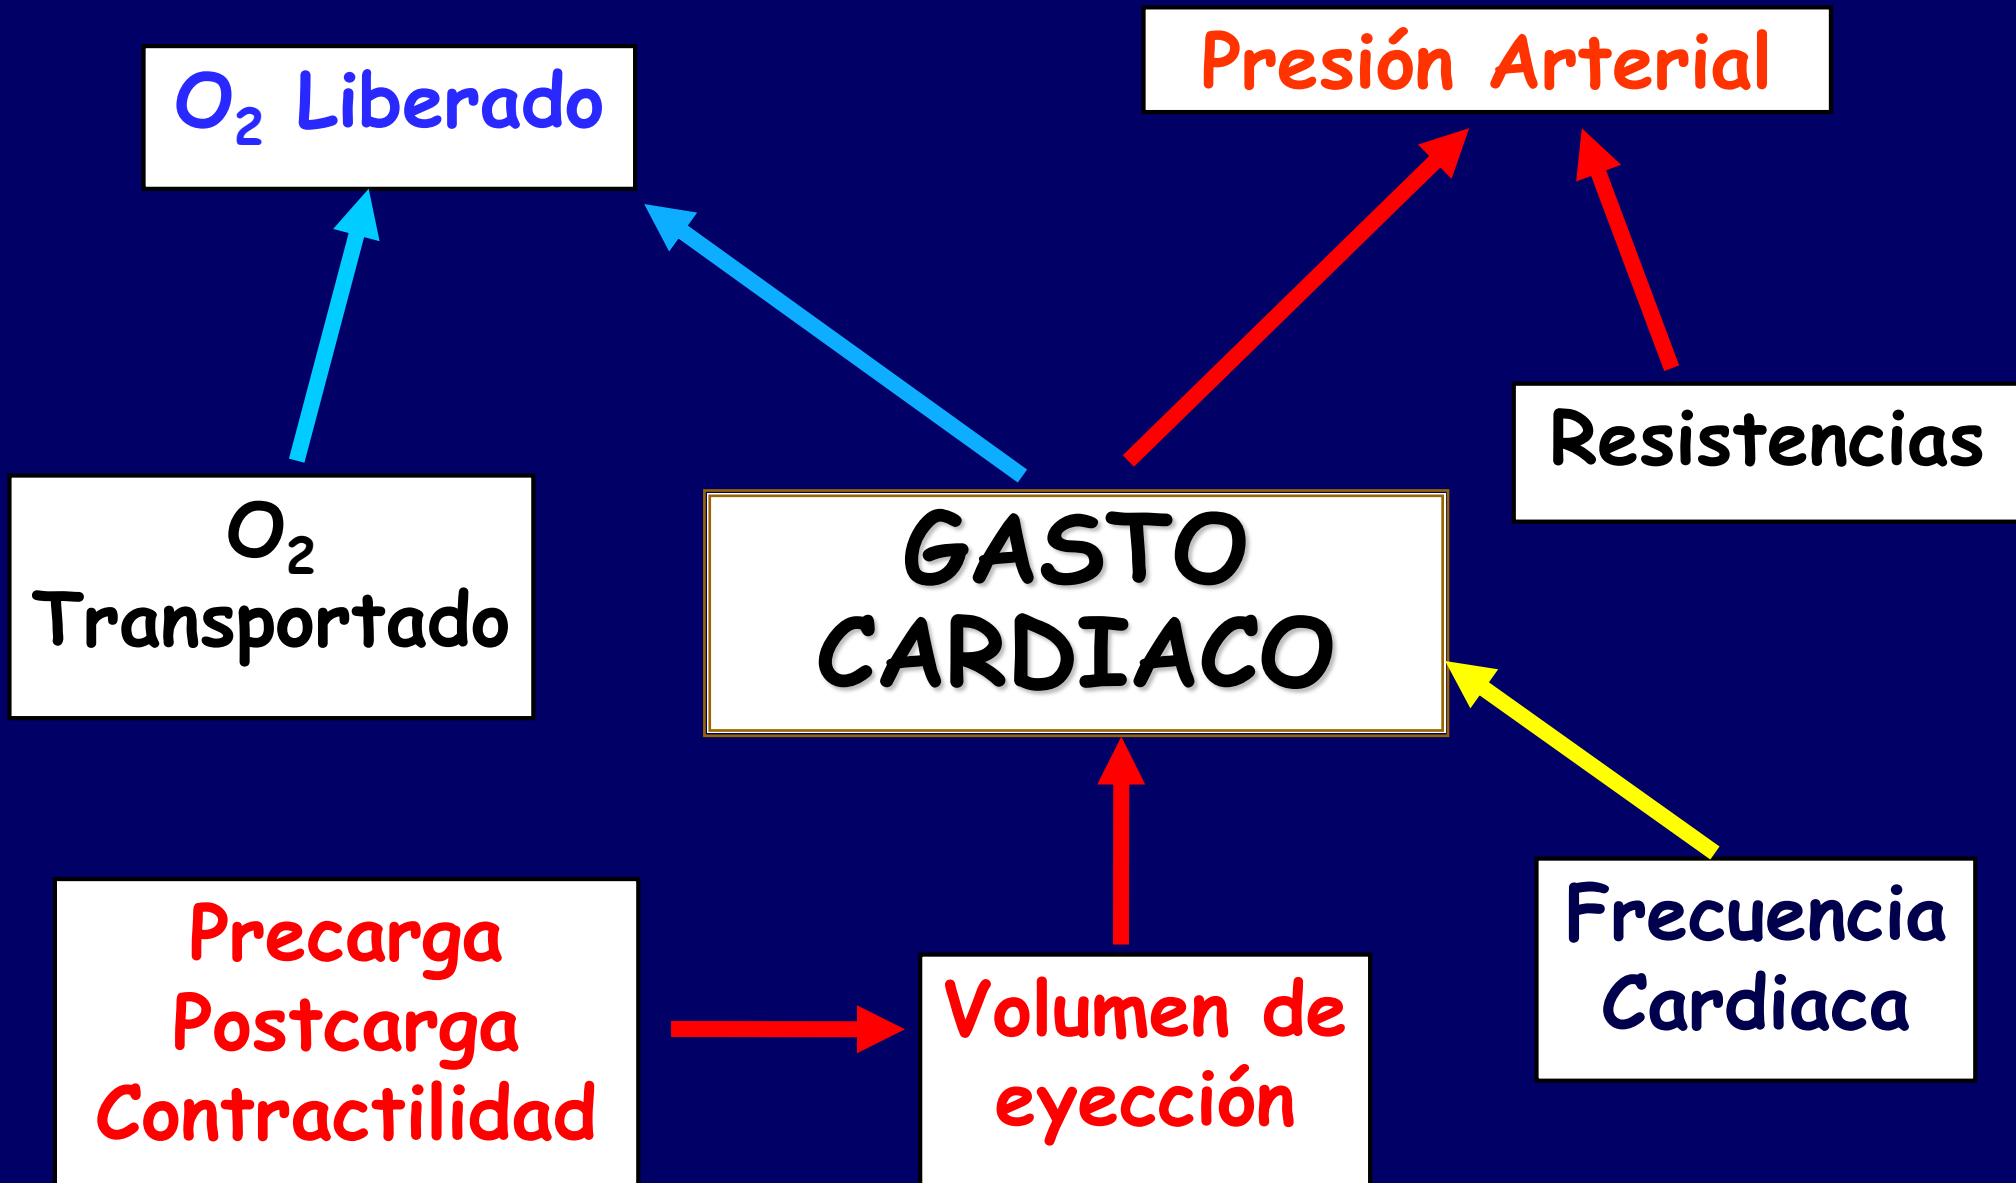 O₂ Liberado
Presión Arterial
Resistencias
O₂
Transportado
GASTO
CARDIACO
Frecuencia
Cardiaca
Precarga
Postcarga
Contractilidad
Volumen de
eyección